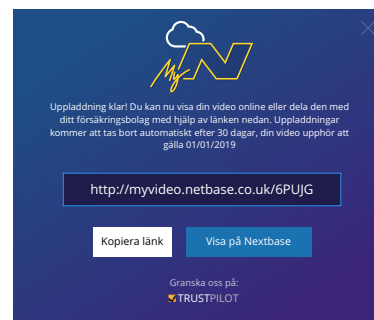 My N
Uppladdning klar! Du kan nu visa din video online eller dela den med
ditt försäkringsbolag med hjälp av länken nedan. Uppladdningar
kommer att tas bort automatiskt efter 30 dagar, din video upphör att
gälla 01/01/2019
http://myvideo.netbase.co.uk/6PUJG
Kopiera länk
Visa på Nextbase
Granska oss på:
TRUSTPILOT